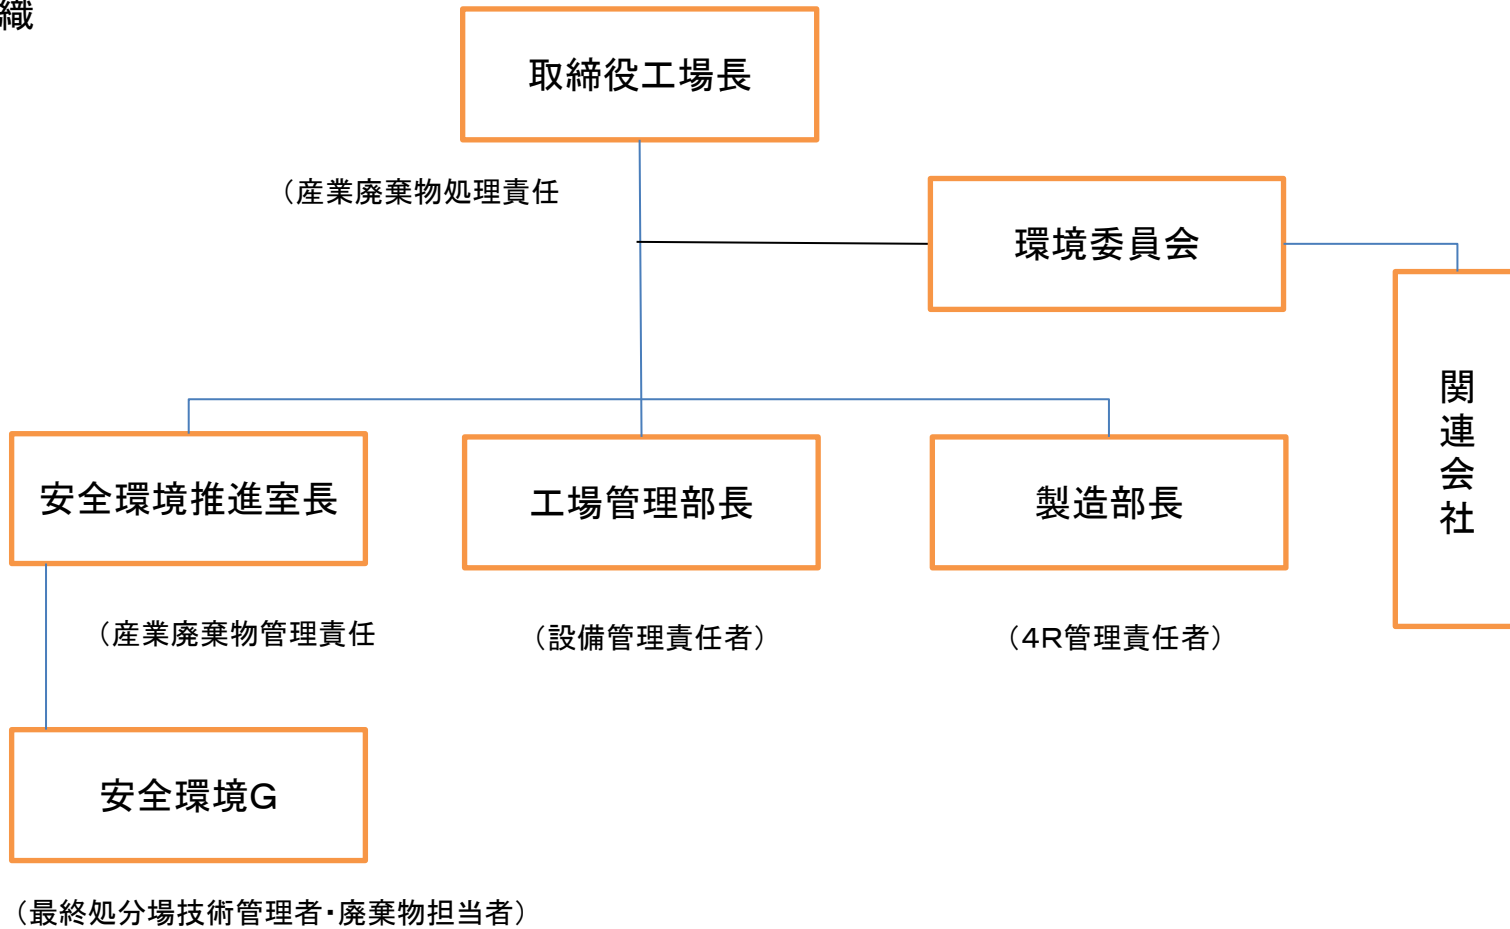 織
取締役工場長
（産業廃棄物処理責任
環境委員会
関連会社
安全環境推進室長
工場管理部長
製造部長
（産業廃棄物管理責任
（設備管理責任者）
（4R管理責任者）
安全環境G
（最終処分場技術管理者・廃棄物担当者）